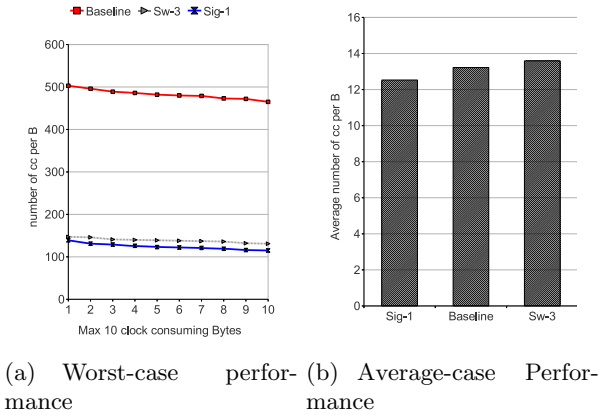 Baseline Sw-3 Sig-1
number of cc per B
600
500
400
300
200
100
0
1 2 3 4 5 6 7 8 9 10
Max 10 clock consuming Bytes
Average number of cc per B
16
14
12
10
8
6
4
2
0
Sig-1 Baseline Sw-3
(a) Worst-case perfor-
mance
(b) Average-case Perfor-
mance